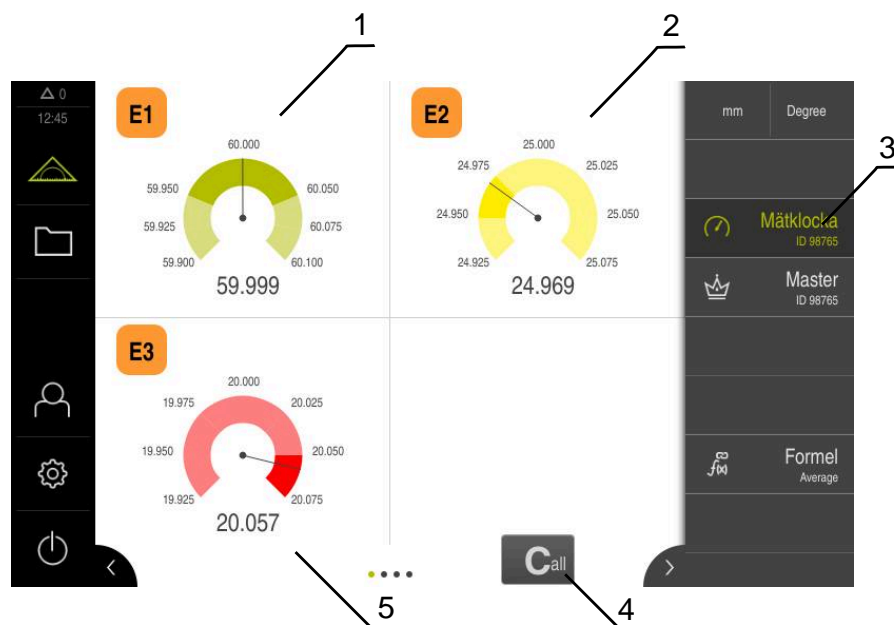 1
2
3
0
12:45
E1
60.000
59.950
60.050
59.925
60.075
59.900
60.100
59.999
E2
25.000
24.975
25.025
24.950
25.050
24.925
25.075
24.969
mm
Degree
Mätklocka
ID 98765
Master
ID 98765
E3
20.000
19.975
20.025
19.950
20.050
19.925
20.075
20.057
f(x)
Formel
Average
Call
5
4